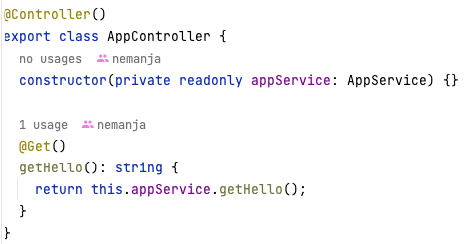 @Controller()
export class AppController {
no usages nemanja
constructor(private readonly appService: AppService) {}
1 usage nemanja
@Get()
getHello(): string {
return this.appService.getHello();
}
}